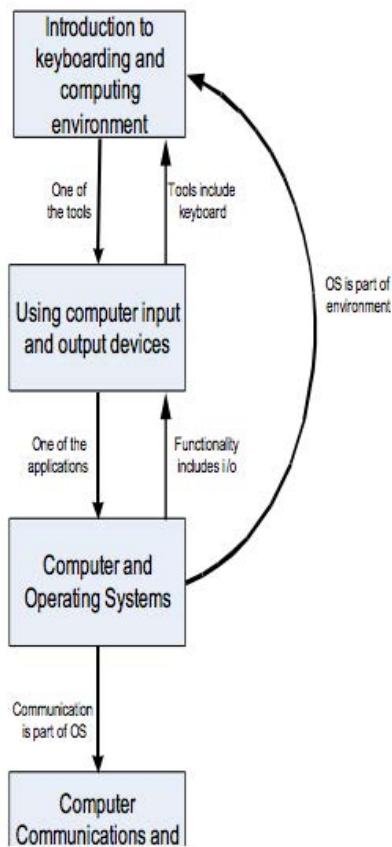 Introduction to
keyboarding and
computing
environment
One of
the tools
Tools include
keyboard
OS is part of
environment
Using computer input
and output devices
One of the
applications
Functionality
includes i/o
Computer and
Operating Systems
Communication
is part of OS
Computer
Communications and